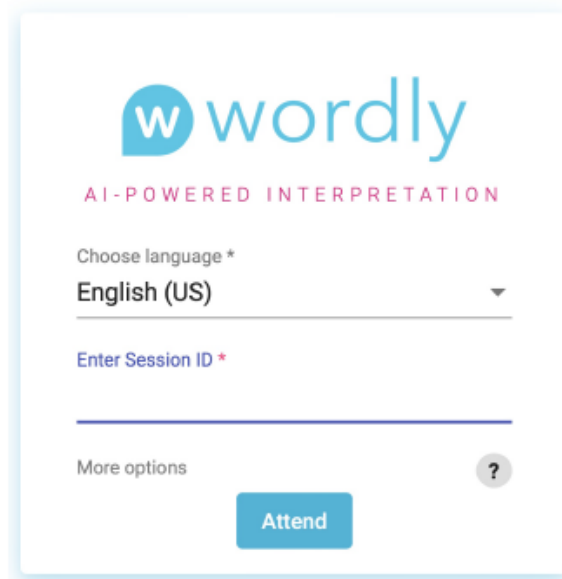 w wordly
AI-POWERED INTERPRETATION
Choose language *
English (US)
Enter Session ID *
More options ?
Attend